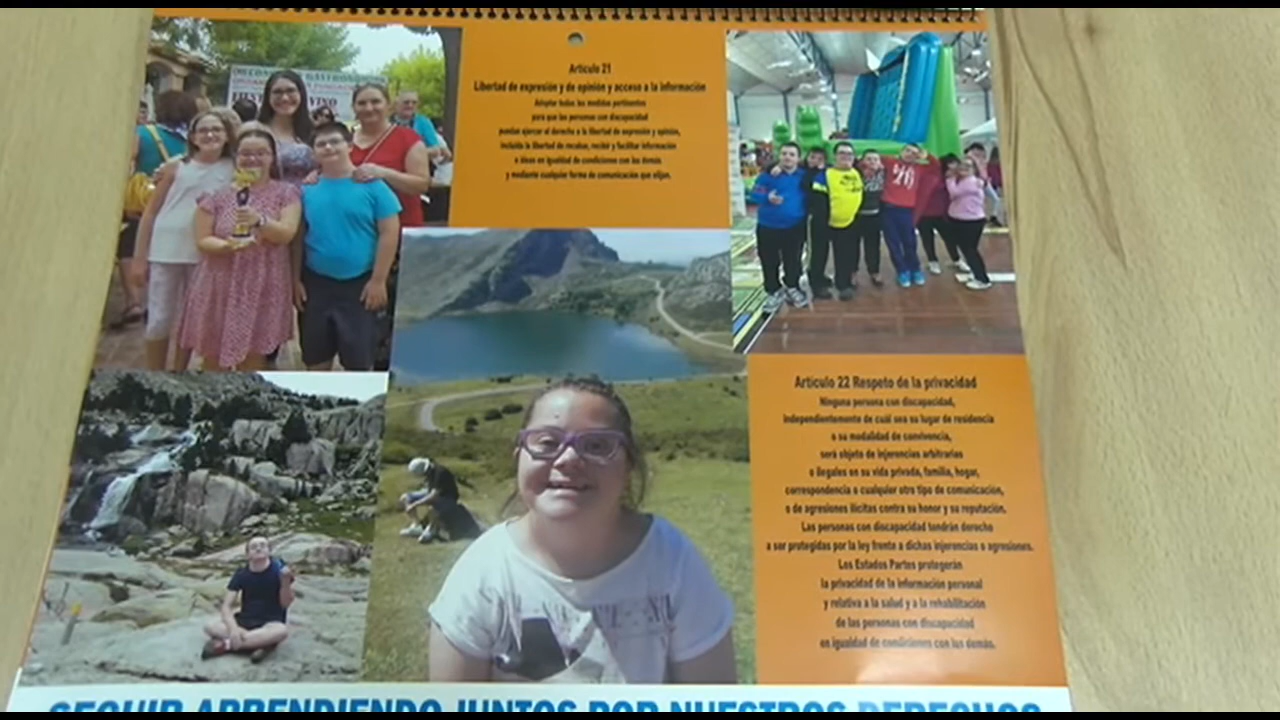 CONCURSO GASTRONÓMICO
FIESTA
VINO
Artículo 21
Libertad de expresión y de opinión y acceso a la información
Adoptar todas las medidas pertinentes
para que las personas con discapacidad
puedan ejercer el derecho a la libertad de expresión y opinión,
incluida la libertad de recabar, recibir y facilitar información
e ideas en igualdad de condiciones con los demás
y mediante cualquier forma de comunicación que elijan.
Artículo 22 Respeto de la privacidad
Ninguna persona con discapacidad,
independientemente de cuál sea su lugar de residencia
o su modalidad de convivencia,
será objeto de injerencias arbitrarias
o ilegales en su vida privada, familia, hogar,
correspondencia o cualquier otro tipo de comunicación,
o de agresiones ilícitas contra su honor y su reputación.
Las personas con discapacidad tendrán derecho
a ser protegidas por la ley frente a dichas injerencias o agresiones.
Los Estados Partes protegerán
la privacidad de la información personal
y relativa a la salud y a la rehabilitación
de las personas con discapacidad
en igualdad de condiciones con los demás.
SEGUIR APRENDIENDO JUNTOS POR NUESTROS DERECHOS